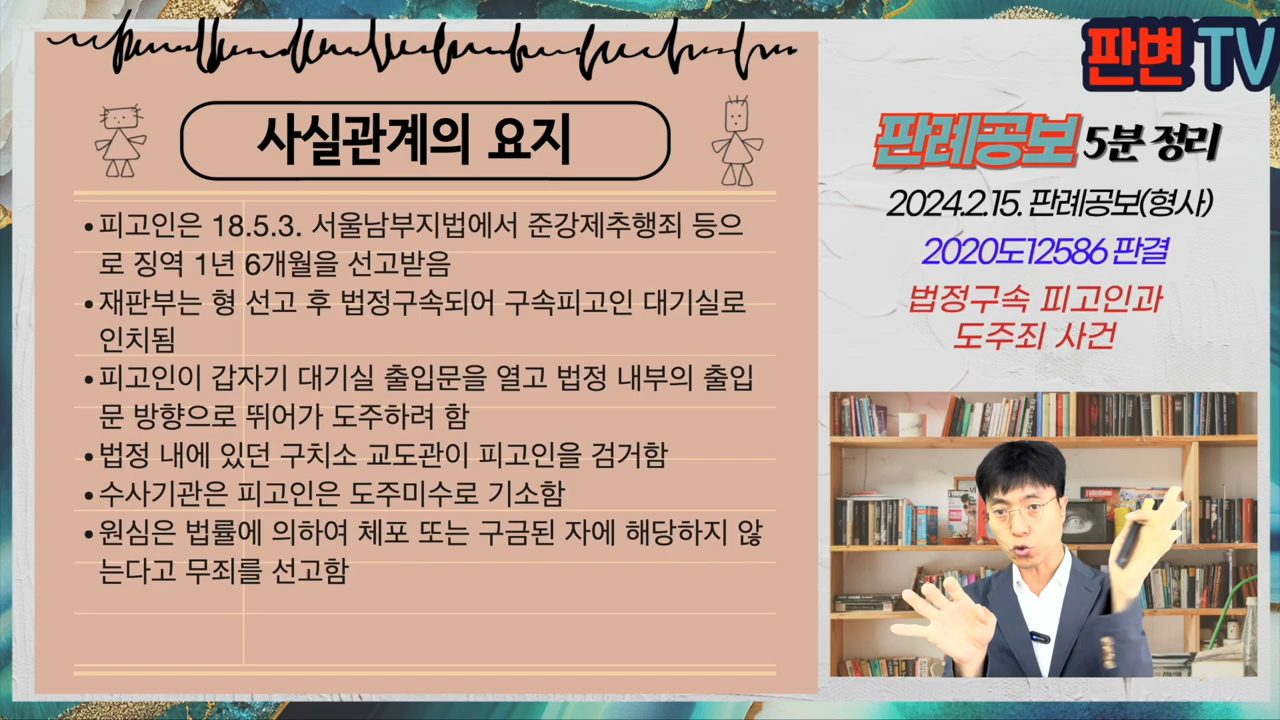 판변 TV
사실관계의 요지
• 피고인은 18.5.3. 서울남부지법에서 준강제추행죄 등으
로 징역 1년 6개월을 선고받음
• 재판부는 형 선고 후 법정구속되어 구속피고인 대기실로
인치됨
• 피고인이 갑자기 대기실 출입문을 열고 법정 내부의 출입
문 방향으로 뛰어가 도주하려 함
• 법정 내에 있던 구치소 교도관이 피고인을 검거함
• 수사기관은 피고인은 도주미수로 기소함
• 원심은 법률에 의하여 체포 또는 구금된 자에 해당하지 않
는다고 무죄를 선고함
판례공보 5분 정리
2024.2.15. 판례공보(형사)
2020도12586 판결
법정구속 피고인과
도주죄 사건